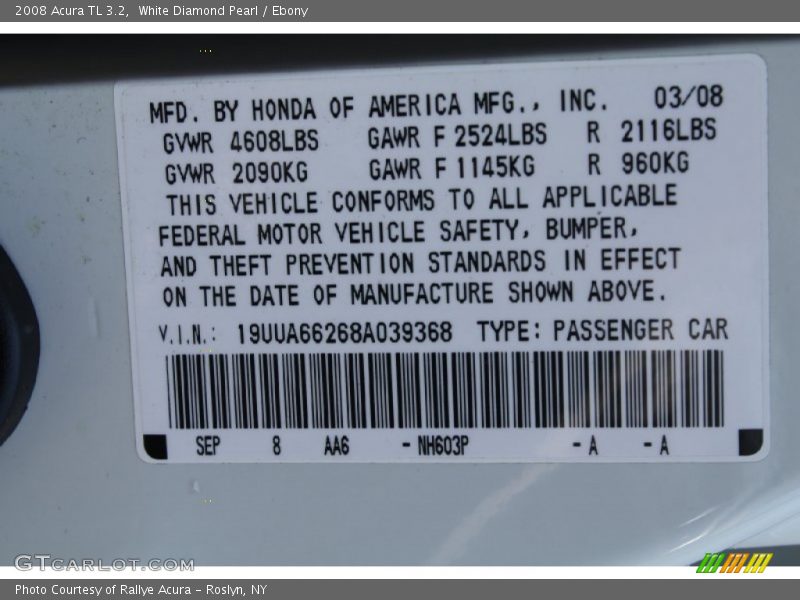 2008 Acura TL 3.2,  White Diamond Pearl / Ebony
MFD. BY HONDA OF AMERICA MFG., INC. 03/08
GVWR 4608LBS GAWR F 2524LBS R 2116LBS
GVWR 2090KG GAWR F 1145KG R 960KG
THIS VEHICLE CONFORMS TO ALL APPLICABLE
FEDERAL MOTOR VEHICLE SAFETY, BUMPER,
AND THEFT PREVENTION STANDARDS IN EFFECT
ON THE DATE OF MANUFACTURE SHOWN ABOVE.
V.I.N.: 19UUA66268A039368 TYPE: PASSENGER CAR
SEP 8 AA6 -NH603P -A -A
GTCARLOT.COM
Photo Courtesy of Rallye Acura – Roslyn, NY